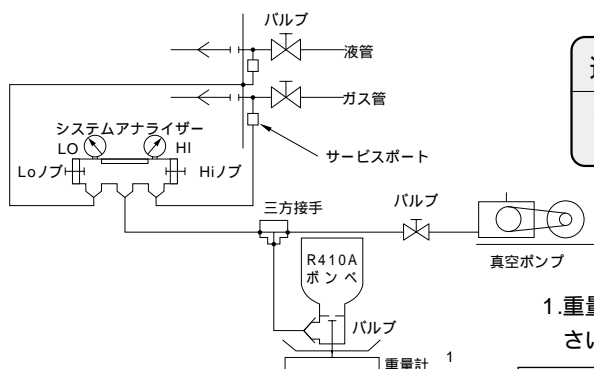 バルブ
液管
ガス管
システムアナライザー
LO
HI
Loノブ
Hiノブ
サービスポート
三方接手
バルブ
R410A
ボンベ
真空ポンプ
バルブ
重量計 1
1.重量
さい